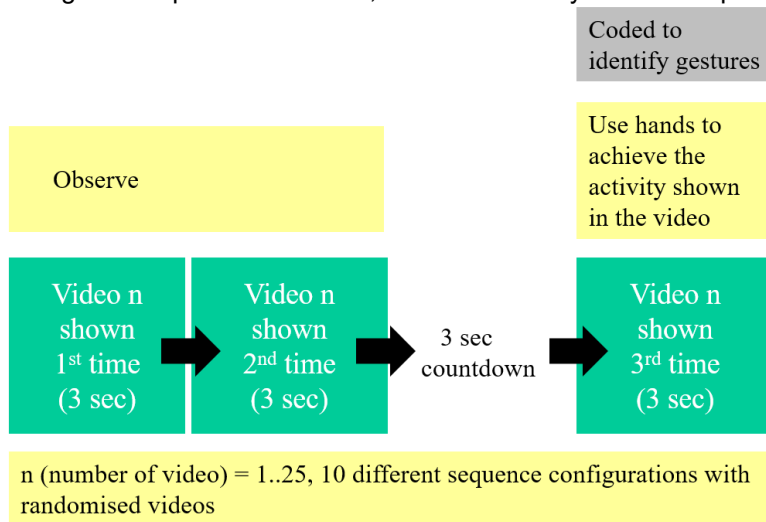 Coded to
identify gestures
Use hands to
achieve the
activity shown
in the video
Observe
Video n
shown
1st time
(3 sec)
Video n
shown
2nd time
(3 sec)
3 sec
countdown
Video n
shown
3rd time
(3 sec)
n (number of video) = 1..25, 10 different sequence configurations with
randomised videos